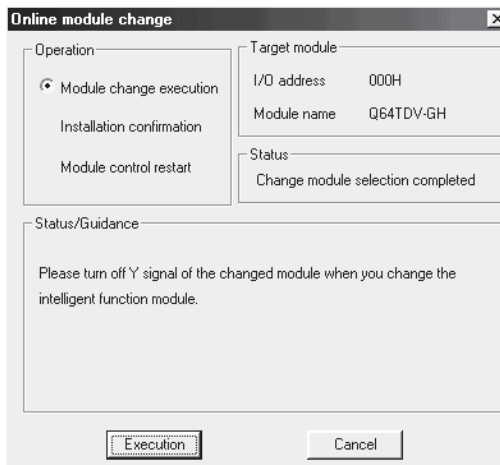 Online module change
Operation
Module change execution
Installation confirmation
Module control restart
Target module
I/O address 000H
Module name Q64TDV-GH
Status
Change module selection completed
Status/Guidance
Please turn off Y signal of the changed module when you change the
intelligent function module.
Execution Cancel